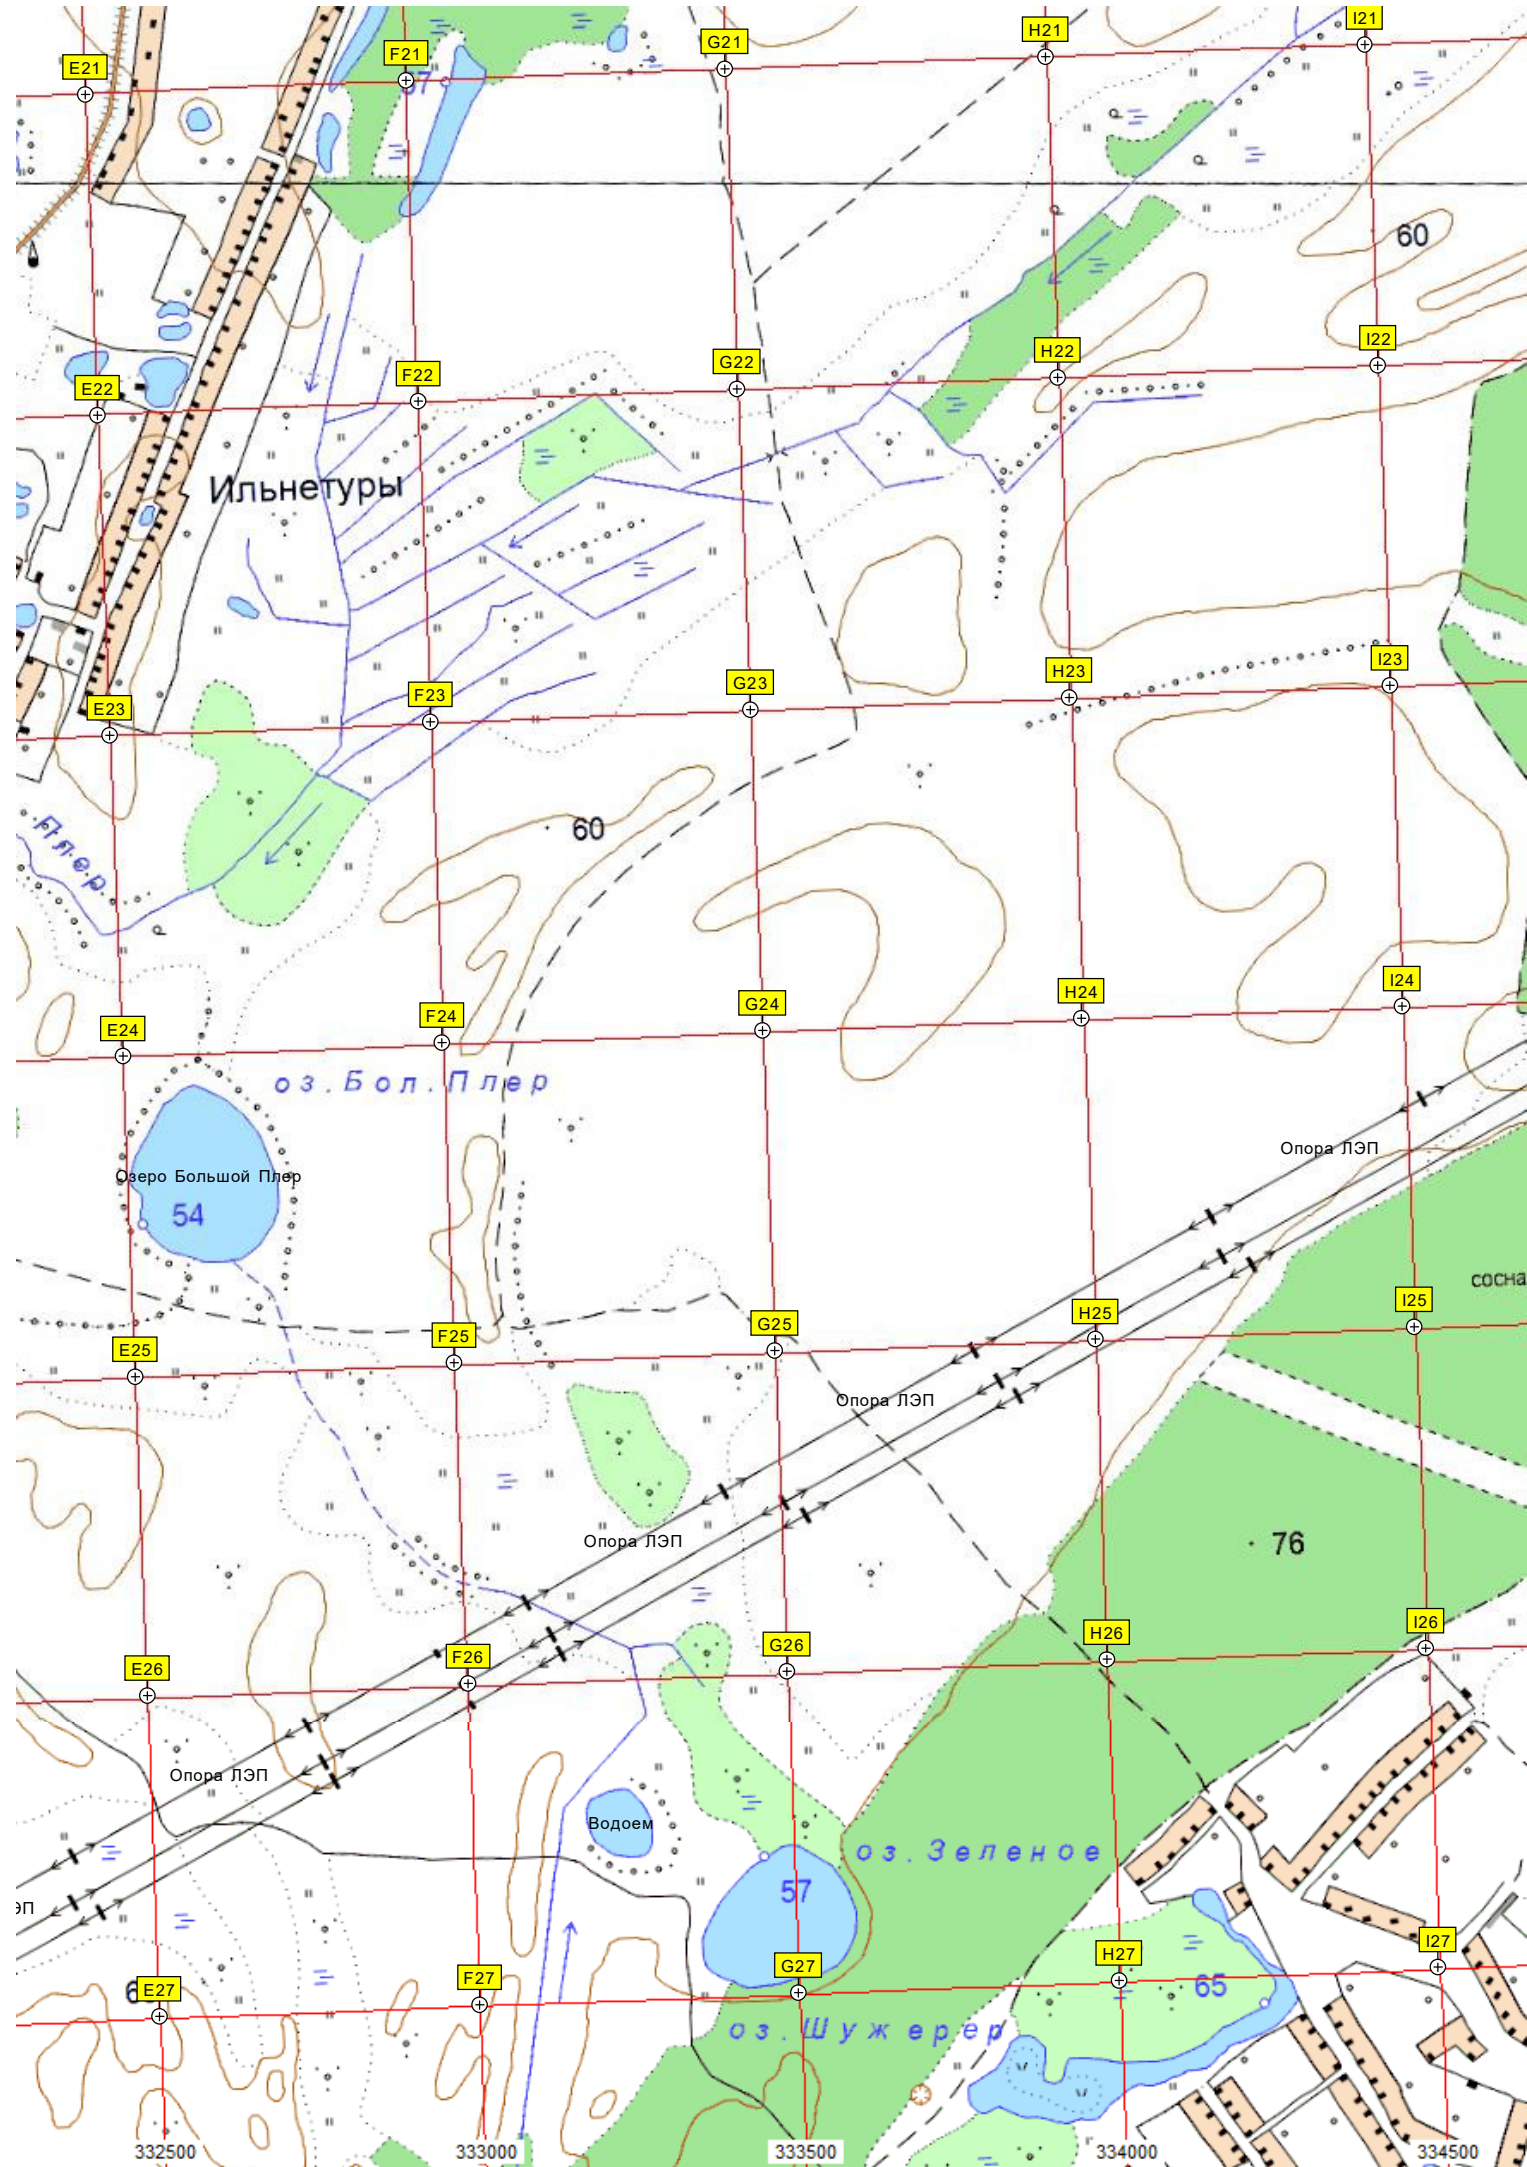 E21
F21
G21
H21
I21
60
E22
F22
G22
H22
I22
Ильнетуры
E23
F23
G23
H23
I23
60
Плер
E24
F24
G24
H24
I24
оз. Бол. Плер
Опора ЛЭП
Озеро Большой Плер
54
сосна
E25
F25
G25
H25
I25
Опора ЛЭП
Опора ЛЭП
76
E26
F26
G26
H26
I26
Опора ЛЭП
Водоем
оз. Зеленое
57
ЭП
E27
F27
G27
H27
I27
65
оз. Шужерер
332500 333000 333500 334000 334500